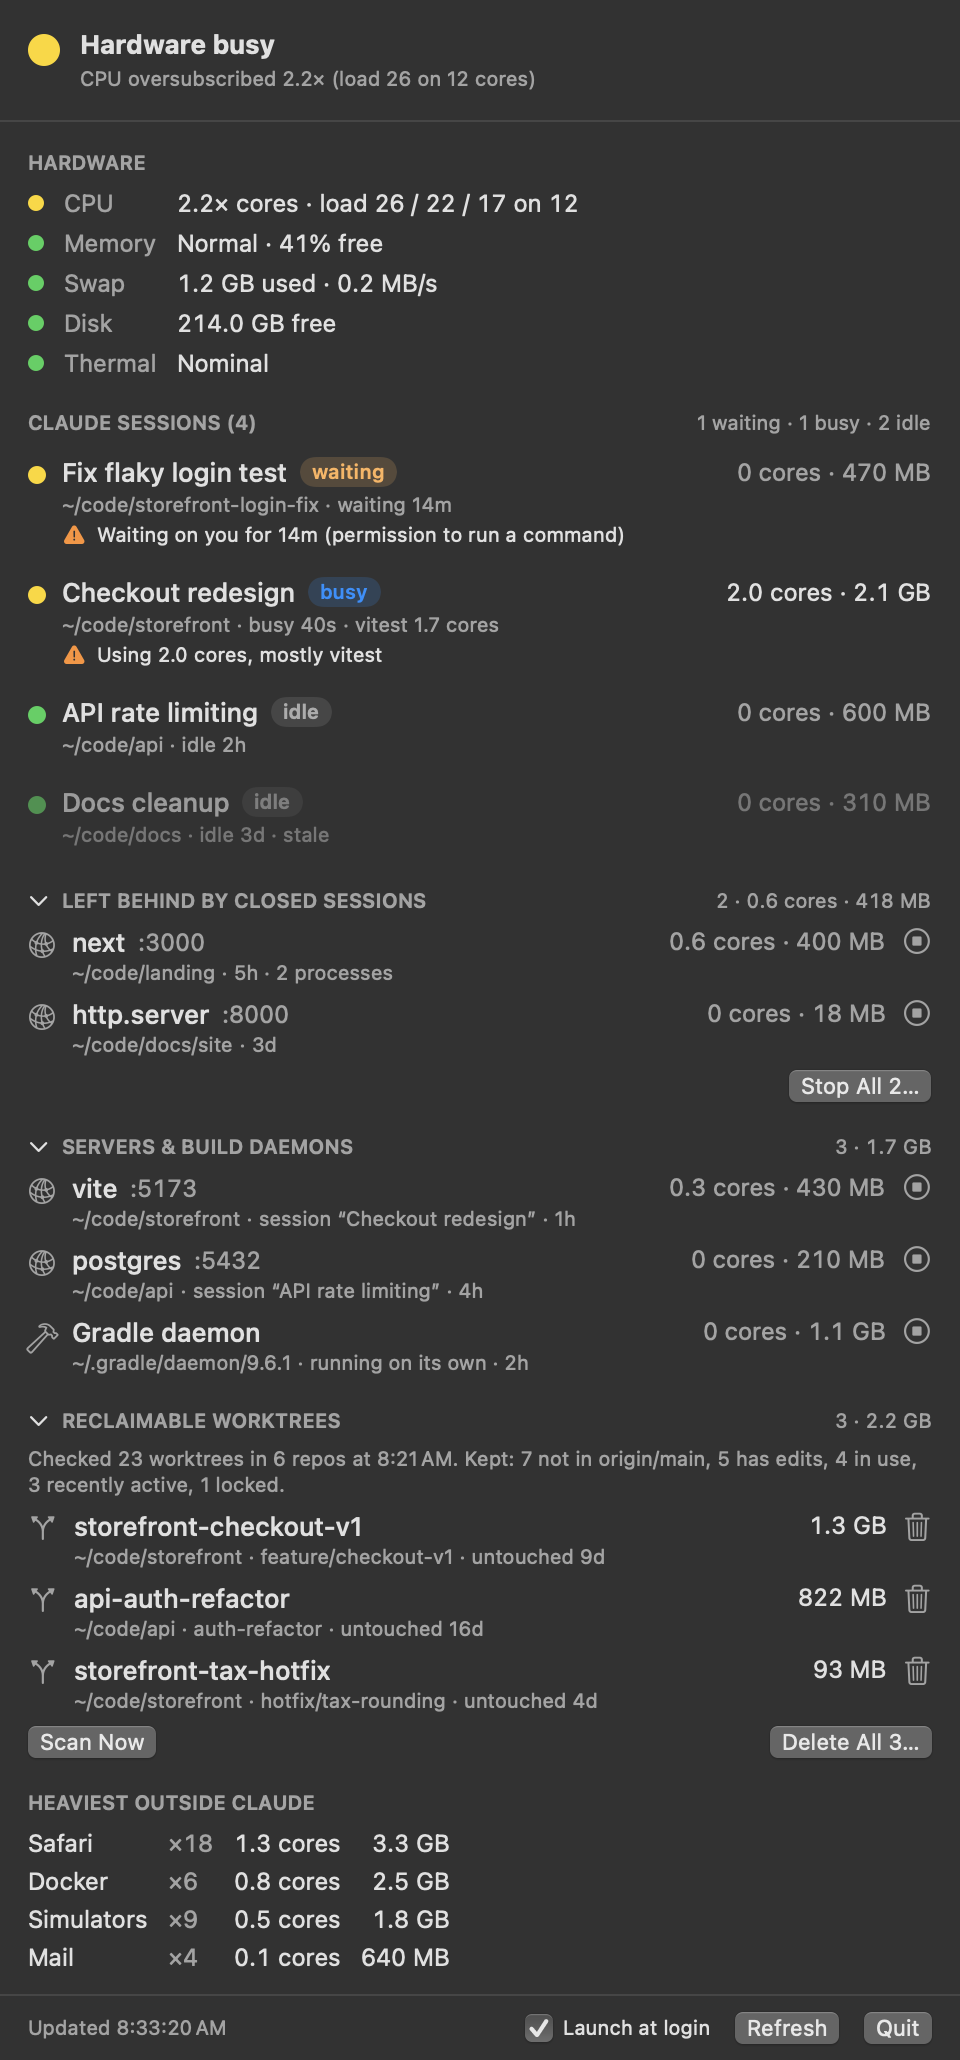 Hardware busy
CPU oversubscribed 2.2× (load 26 on 12 cores)
HARDWARE
CPU 2.2× cores · load 26 / 22 / 17 on 12
Memory Normal · 41% free
Swap 1.2 GB used · 0.2 MB/s
Disk 214.0 GB free
Thermal Nominal
CLAUDE SESSIONS (4) 1 waiting · 1 busy · 2 idle
Fix flaky login test waiting 0 cores · 470 MB
~/code/storefront-login-fix · waiting 14m
Waiting on you for 14m (permission to run a command)
Checkout redesign busy 2.0 cores · 2.1 GB
~/code/storefront · busy 40s · vitest 1.7 cores
Using 2.0 cores, mostly vitest
API rate limiting idle 0 cores · 600 MB
~/code/api · idle 2h
Docs cleanup idle 0 cores · 310 MB
~/code/docs · idle 3d · stale
LEFT BEHIND BY CLOSED SESSIONS 2 · 0.6 cores · 418 MB
next :3000 0.6 cores · 400 MB
~/code/landing · 5h · 2 processes
http.server :8000 0 cores · 18 MB
~/code/docs/site · 3d
Stop All 2...
SERVERS & BUILD DAEMONS 3 · 1.7 GB
vite :5173 0.3 cores · 430 MB
~/code/storefront · session “Checkout redesign” · 1h
postgres :5432 0 cores · 210 MB
~/code/api · session “API rate limiting” · 4h
Gradle daemon 0 cores · 1.1 GB
~/.gradle/daemon/9.6.1 · running on its own · 2h
RECLAIMABLE WORKTREES 3 · 2.2 GB
Checked 23 worktrees in 6 repos at 8:21 AM. Kept: 7 not in origin/main, 5 has edits, 4 in use,
3 recently active, 1 locked.
storefront-checkout-v1 1.3 GB
~/code/storefront · feature/checkout-v1 · untouched 9d
api-auth-refactor 822 MB
~/code/api · auth-refactor · untouched 16d
storefront-tax-hotfix 93 MB
~/code/storefront · hotfix/tax-rounding · untouched 4d
Scan Now Delete All 3...
HEAVIEST OUTSIDE CLAUDE
Safari ×18 1.3 cores 3.3 GB
Docker ×6 0.8 cores 2.5 GB
Simulators ×9 0.5 cores 1.8 GB
Mail ×4 0.1 cores 640 MB
Updated 8:33:20 AM Launch at login Refresh Quit